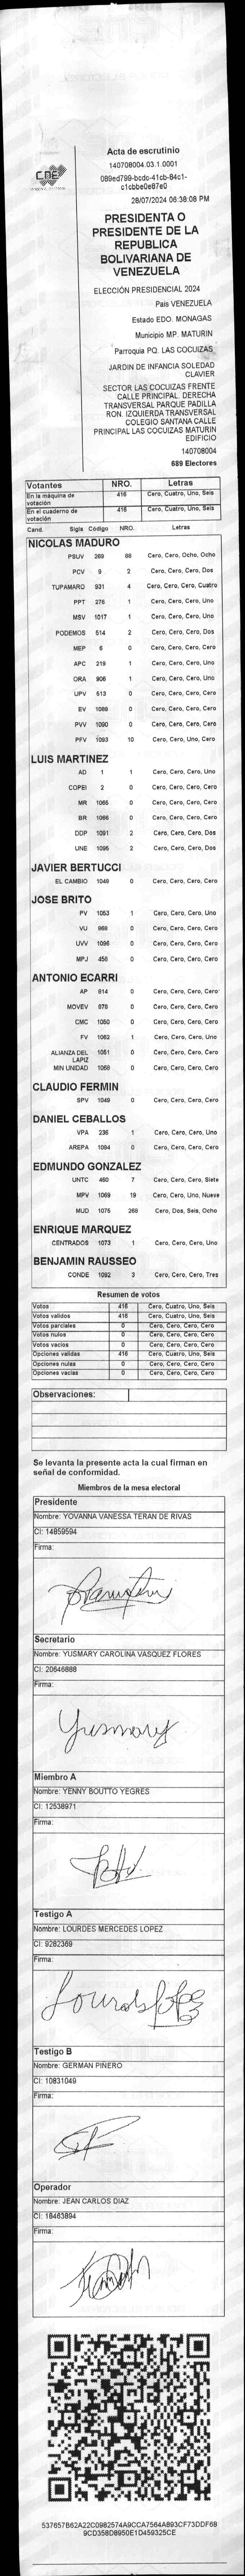 CNE
Acta de escrutinio
140708004.03.1.0001
089ed799-bcdo-41cb-84c1-
c1cbbe0e87e0
28/07/2024 06:38:08 PM
PRESIDENTA O
PRESIDENTE DE LA
REPUBLICA
BOLIVARIANA DE
VENEZUELA
ELECCIÓN PRESIDENCIAL 2024
País VENEZUELA
Estado EDO. MONAGAS
Municipio MP. MATURIN
Parroquia PQ. LAS COCUIZAS
JARDIN DE INFANCIA SOLEDAD
CLAVIER
SECTOR LAS COCUIZAS FRENTE
CALLE PRINCIPAL. DERECHA
TRANSVERSAL PARQUE PADILLA
RON. IZQUIERDA TRANSVERSAL
COLEGIO SANTANA CALLE
PRINCIPAL LAS COCUIZAS MATURIN
EDIFICIO
140708004
689 Electores
Votantes NRO. Letras
En la máquina de votación 416 Cero, Cuatro, Uno, Seis
En el cuaderno de votación 416 Cero, Cuatro, Uno, Seis
Cand. Sigla Código NRO. Letras
NICOLAS MADURO
PSUV 269 88 Cero, Cero, Ocho, Ocho
PCV 9 2 Cero, Cero, Cero, Dos
TUPAMARO 931 4 Cero, Cero, Cero, Cuatro
PPT 276 1 Cero, Cero, Cero, Uno
MSV 1017 1 Cero, Cero, Cero, Uno
PODEMOS 514 2 Cero, Cero, Cero, Dos
MEP 6 0 Cero, Cero, Cero, Cero
APC 219 1 Cero, Cero, Cero, Uno
ORA 906 1 Cero, Cero, Cero, Uno
UPV 513 0 Cero, Cero, Cero, Cero
EV 1089 0 Cero, Cero, Cero, Cero
PVV 1090 0 Cero, Cero, Cero, Cero
PFV 1093 10 Cero, Cero, Uno, Cero
LUIS MARTINEZ
AD 1 1 Cero, Cero, Cero, Uno
COPEI 2 0 Cero, Cero, Cero, Cero
MR 1065 0 Cero, Cero, Cero, Cero
BR 1066 0 Cero, Cero, Cero, Cero
DDP 1091 2 Cero, Cero, Cero, Dos
UNE 1095 2 Cero, Cero, Cero, Dos
JAVIER BERTUCCI
EL CAMBIO 1048 0 Cero, Cero, Cero, Cero
JOSE BRITO
PV 1053 1 Cero, Cero, Cero, Uno
VU 868 0 Cero, Cero, Cero, Cero
UVV 1096 0 Cero, Cero, Cero, Cero
MPJ 458 0 Cero, Cero, Cero, Cero
ANTONIO ECARRI
AP 814 0 Cero, Cero, Cero, Cero
MOVEV 878 0 Cero, Cero, Cero, Cero
CMC 1050 0 Cero, Cero, Cero, Cero
FV 1062 1 Cero, Cero, Cero, Uno
ALIANZA DEL LAPIZ 1051 0 Cero, Cero, Cero, Cero
MIN UNIDAD 1068 0 Cero, Cero, Cero, Cero
CLAUDIO FERMIN
SPV 1049 0 Cero, Cero, Cero, Cero
DANIEL CEBALLOS
VPA 236 1 Cero, Cero, Cero, Uno
AREPA 1094 0 Cero, Cero, Cero, Cero
EDMUNDO GONZALEZ
UNTC 460 7 Cero, Cero, Cero, Siete
MPV 1069 19 Cero, Cero, Uno, Nueve
MUD 1075 268 Cero, Dos, Seis, Ocho
ENRIQUE MARQUEZ
CENTRADOS 1073 1 Cero, Cero, Cero, Uno
BENJAMIN RAUSSEO
CONDE 1092 3 Cero, Cero, Cero, Tres
Resumen de votos
Votos 416 Cero, Cuatro, Uno, Seis
Votos validos 416 Cero, Cuatro, Uno, Seis
Votos parciales 0 Cero, Cero, Cero, Cero
Votos nulos 0 Cero, Cero, Cero, Cero
Votos vacios 0 Cero, Cero, Cero, Cero
Opciones validas 416 Cero, Cuatro, Uno, Seis
Opciones nulas 0 Cero, Cero, Cero, Cero
Opciones vacias 0 Cero, Cero, Cero, Cero
Observaciones:
Se levanta la presente acta la cual firman en
señal de conformidad.
Miembros de la mesa electoral
Presidente
Nombre: YOVANNA VANESSA TERAN DE RIVAS
CI: 14859594
Firma:
Secretario
Nombre: YUSMARY CAROLINA VASQUEZ FLORES
CI: 20646888
Firma:
Yusmary
Miembro A
Nombre: YENNY BOUTTO YEGRES
CI: 12538971
Firma:
Testigo A
Nombre: LOURDES MERCEDES LOPEZ
CI: 9282369
Firma:
Lourdes Lopez
Testigo B
Nombre: GERMAN PIÑERO
CI: 10831049
Firma:
Operador
Nombre: JEAN CARLOS DIAZ
CI: 18463894
Firma:
537657B62A22C0982574A9CCA7564A893CF73DDF6B
9CD358D8950E1D459325CE